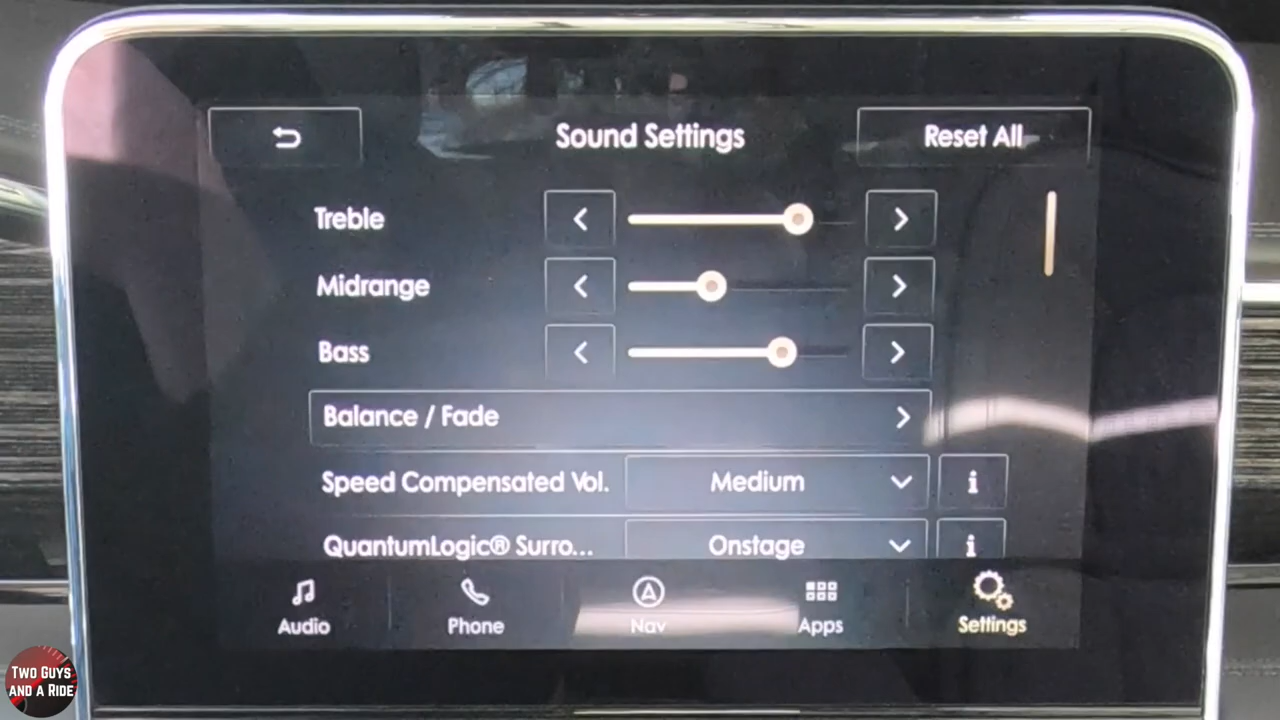 Sound Settings
Reset All
Treble
Midrange
Bass
Balance / Fade
Speed Compensated Vol.
Medium
i
QuantumLogic® Surro...
Onstage
i
Audio
Phone
Nav
Apps
Settings
TWO GUYS
AND A RIDE